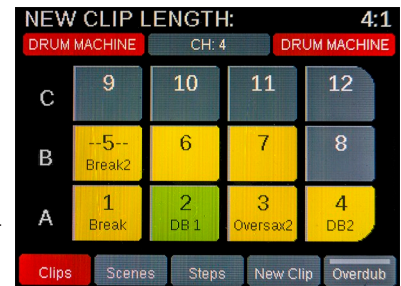 NEW CLIP LENGTH: 4:1
DRUM MACHINE CH: 4 DRUM MACHINE
C 9 10 11 12
B --5-- 6 7 8
Break2
A 1 2 3 4
Break DB 1 Oversax2 DB2
Clips Scenes Steps New Clip Overdub